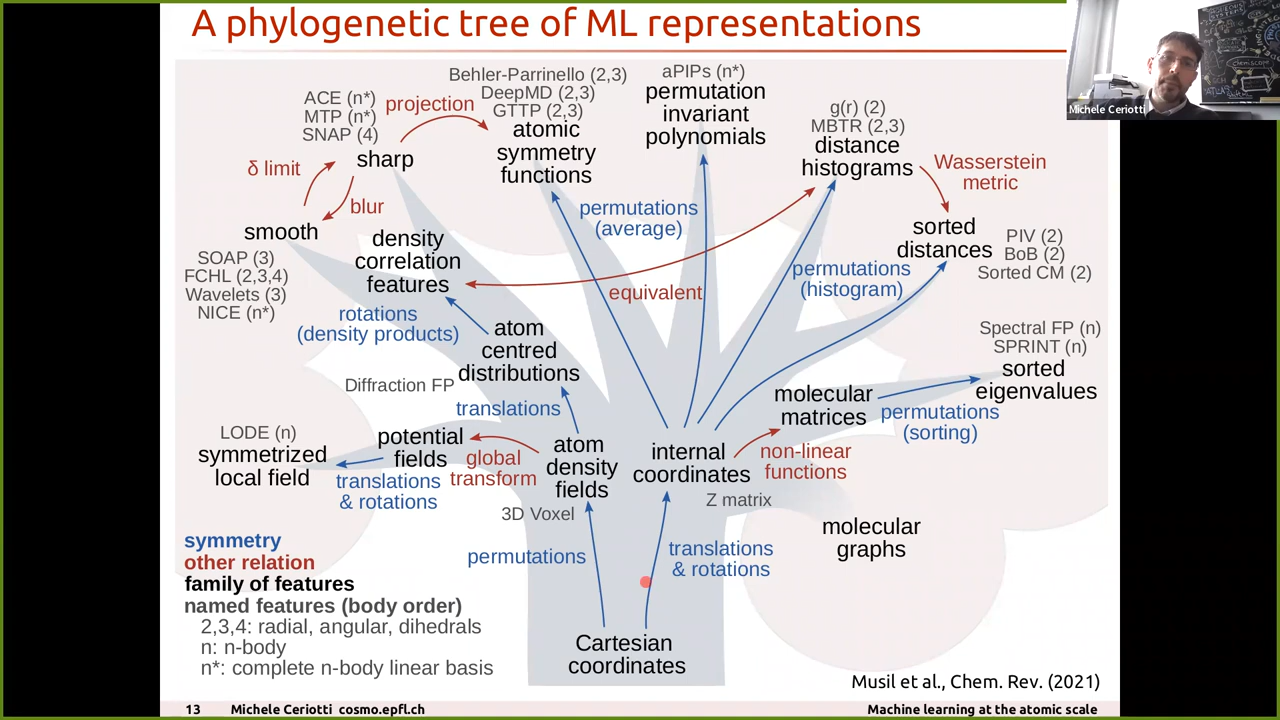 A phylogenetic tree of ML representations
Michele Ceriotti
Behler-Parrinello (2,3)
DeepMD (2,3)
GTTP (2,3)
atomic
symmetry
functions
aPIPs (n*)
permutation
invariant
polynomials
ACE (n*)
MTP (n*)
SNAP (4)
sharp
projection
g(r) (2)
MBTR (2,3)
distance
histograms
Wasserstein
metric
δ limit
blur
smooth
SOAP (3)
FCHL (2,3,4)
Wavelets (3)
NICE (n*)
density
correlation
features
permutations
(average)
equivalent
permutations
(histogram)
sorted
distances
PIV (2)
BoB (2)
Sorted CM (2)
rotations
(density products)
atom
centred
distributions
Diffraction FP
translations
Spectral FP (n)
SPRINT (n)
sorted
eigenvalues
molecular
matrices
permutations
(sorting)
LODE (n)
symmetrized
local field
potential
fields
translations
& rotations
global
transform
atom
density
fields
3D Voxel
internal
coordinates
Z matrix
non-linear
functions
molecular
graphs
permutations
translations
& rotations
Cartesian
coordinates
symmetry
other relation
family of features
named features (body order)
2,3,4: radial, angular, dihedrals
n: n-body
n*: complete n-body linear basis
Musil et al., Chem. Rev. (2021)
13 Michele Ceriotti cosmo.epfl.ch Machine learning at the atomic scale